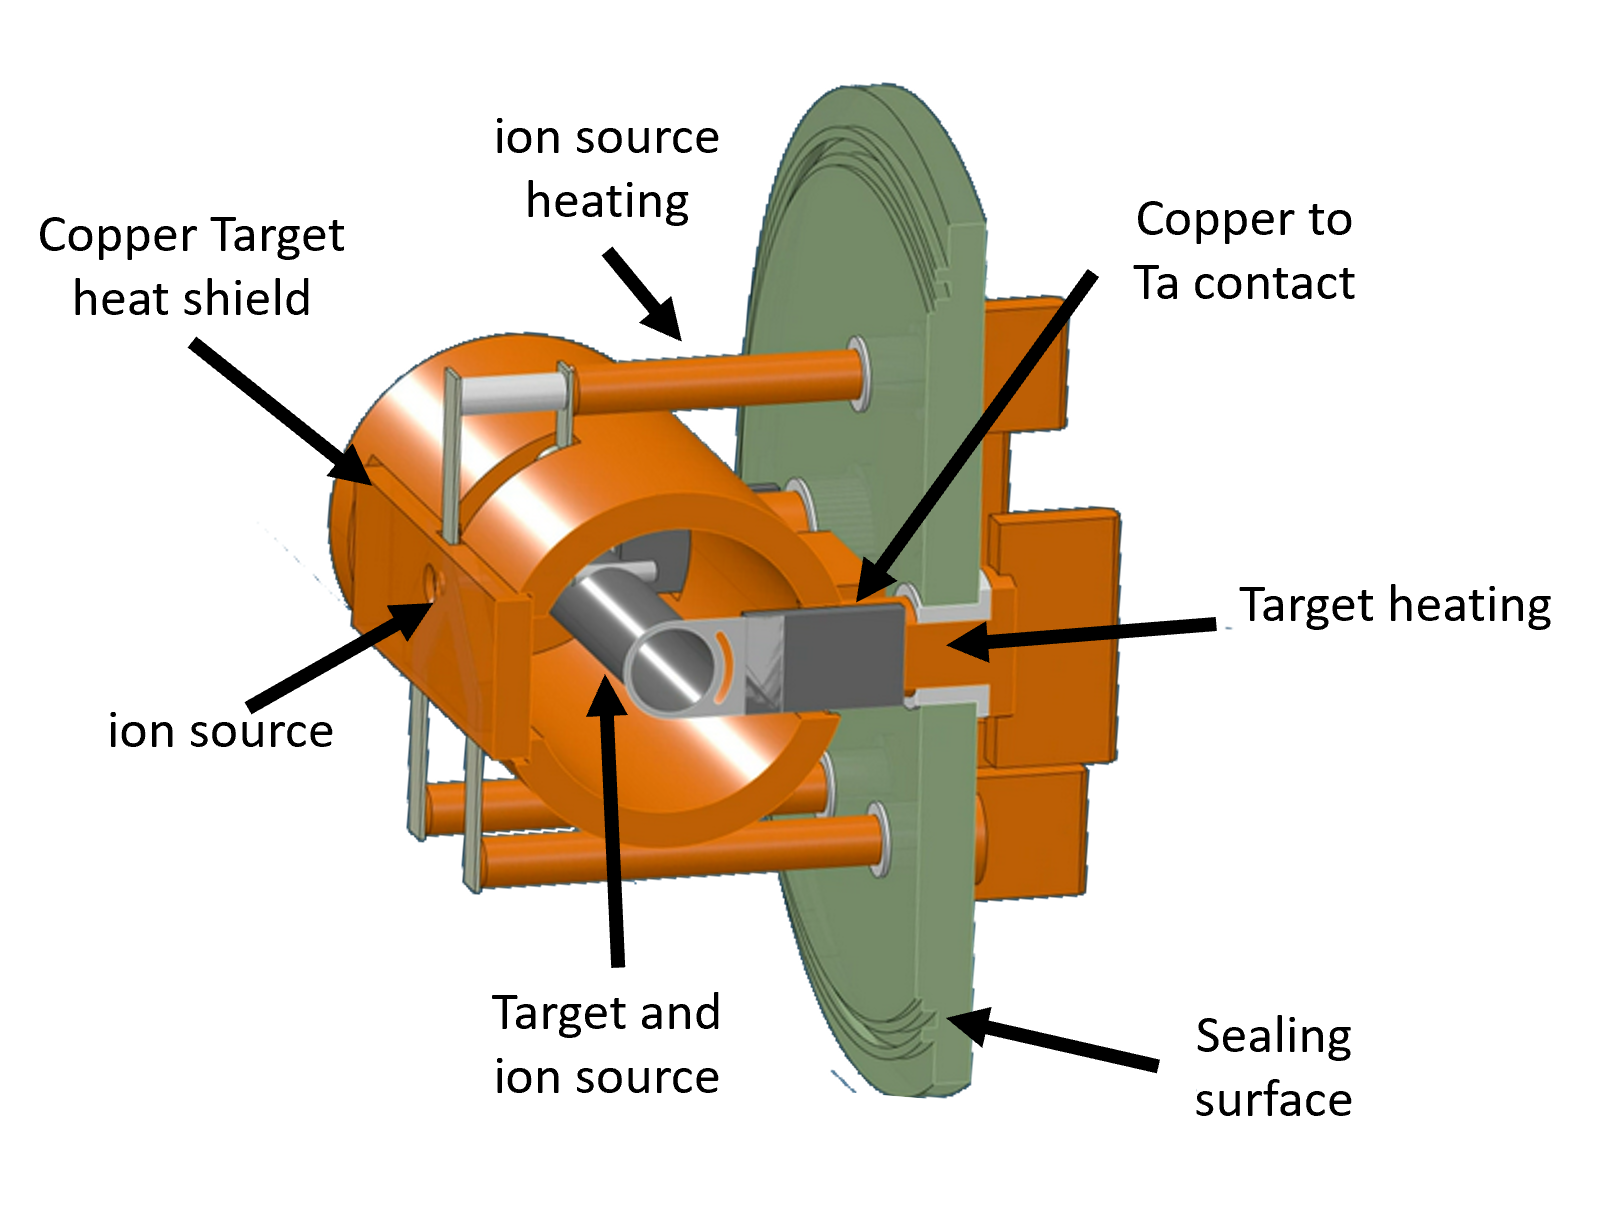 ion source
heating
Copper Target
heat shield
Copper to
Ta contact
Target heating
ion source
Target and
ion source
Sealing
surface